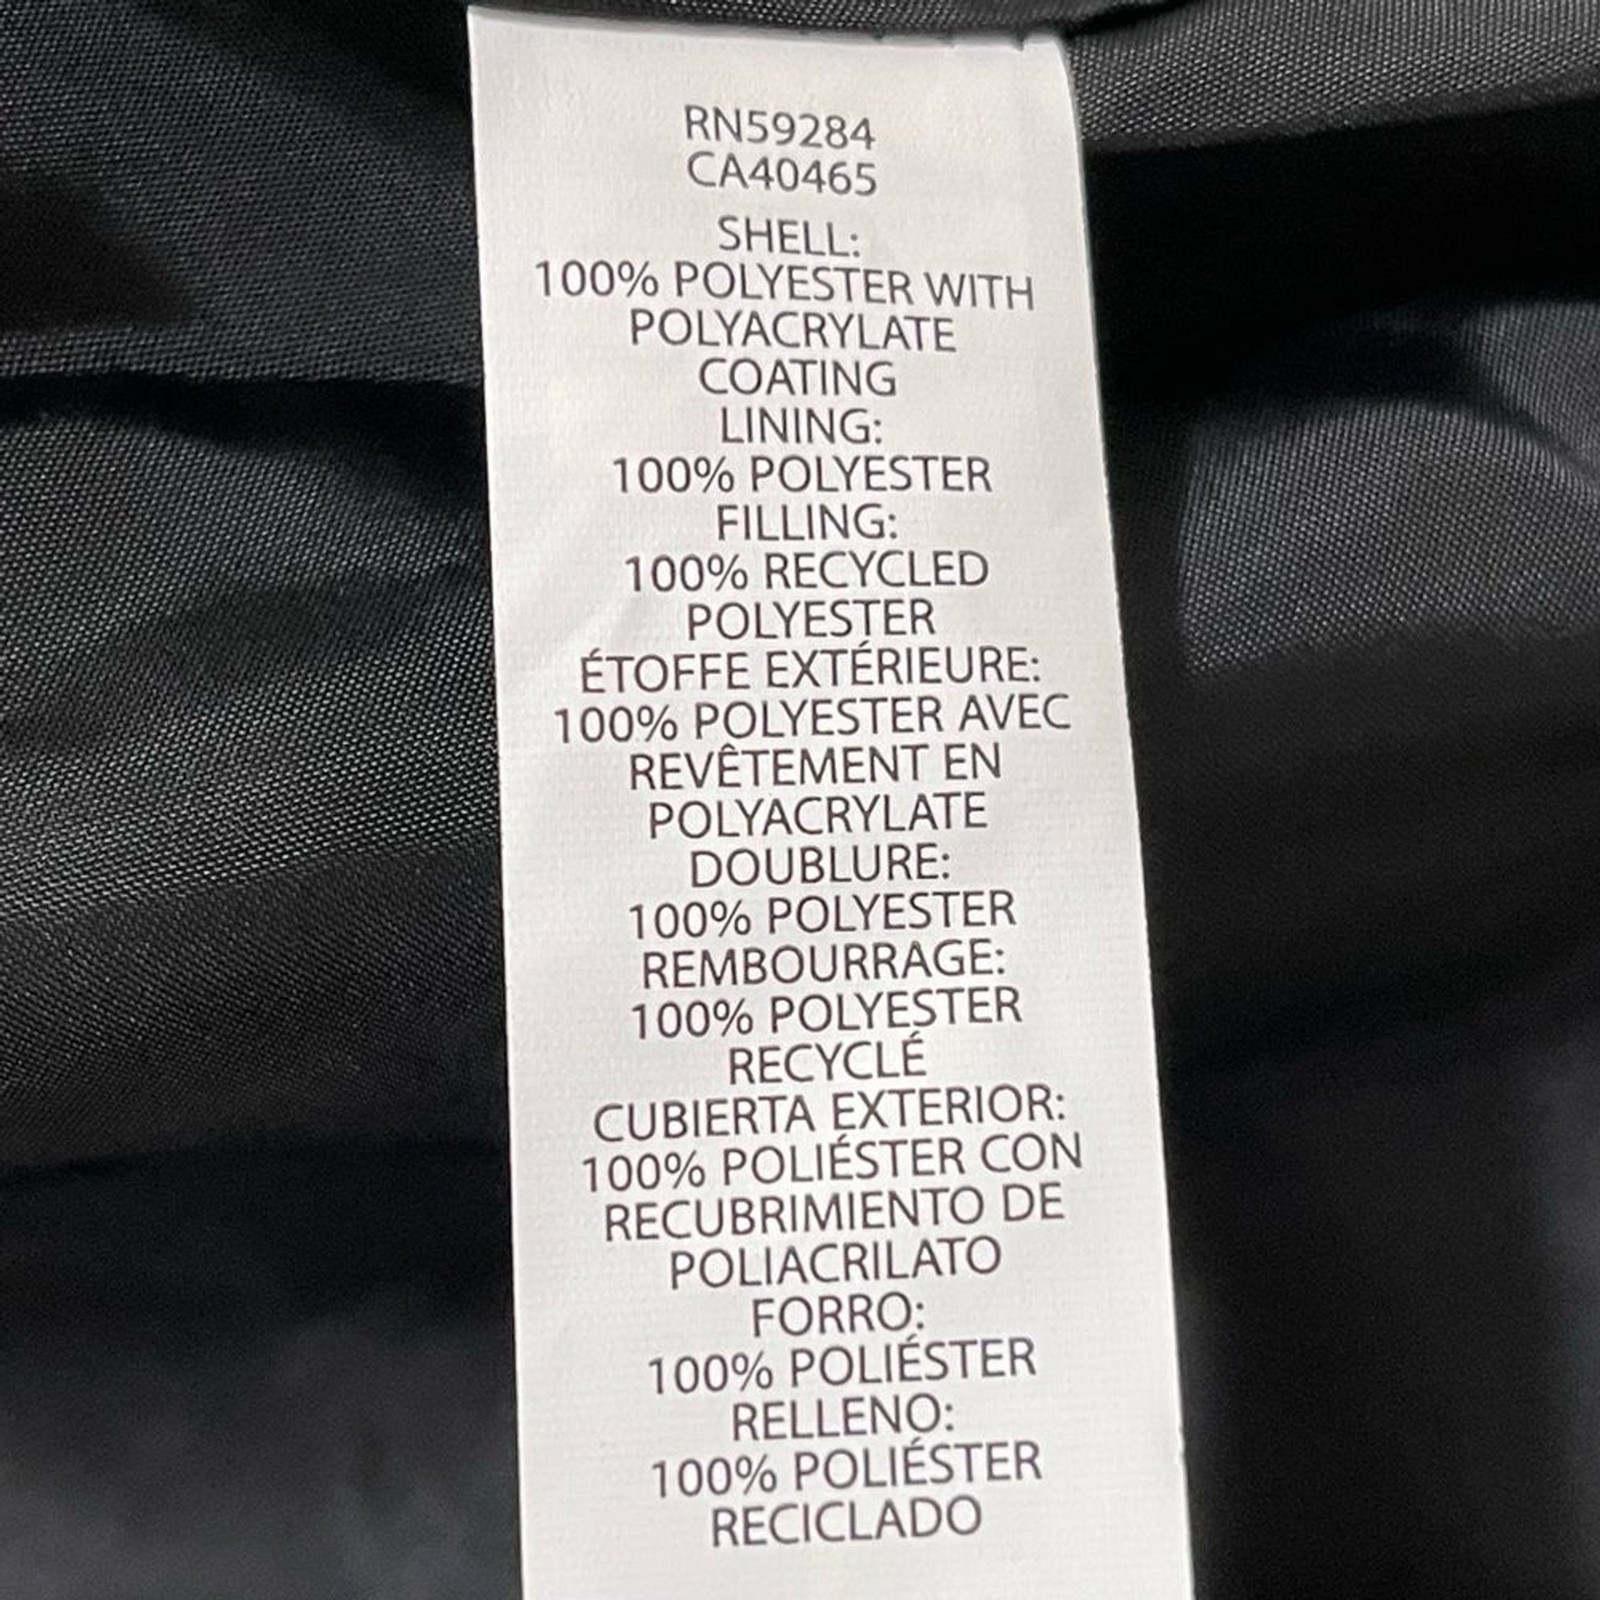 RN59284
CA40465
SHELL:
100% POLYESTER WITH
POLYACRYLATE
COATING
LINING:
100% POLYESTER
FILLING:
100% RECYCLED
POLYESTER
ÉTOFFE EXTÉRIEURE:
100% POLYESTER AVEC
REVÊTEMENT EN
POLYACRYLATE
DOUBLURE:
100% POLYESTER
REMBOURRAGE:
100% POLYESTER
RECYCLÉ
CUBIERTA EXTERIOR:
100% POLIÉSTER CON
RECUBRIMIENTO DE
POLIACRILATO
FORRO:
100% POLIÉSTER
RELLENO:
100% POLIÉSTER
RECICLADO